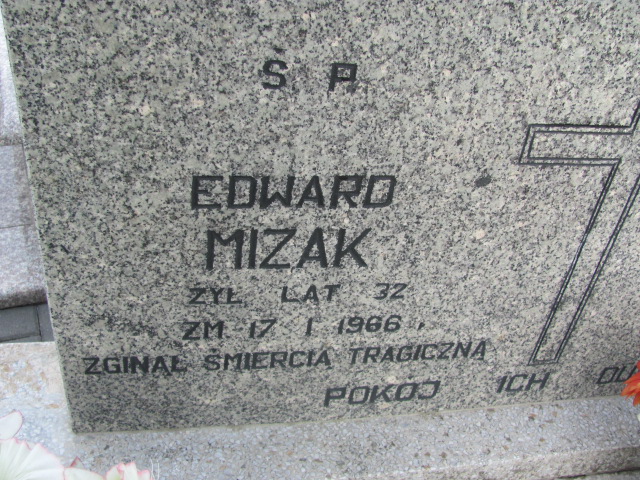 Ś P
EDWARD
MIZAK
ŻYŁ LAT 32
ZM 17 I 1966
ZGINĄŁ ŚMIERCIĄ TRAGICZNĄ
POKÓJ ICH